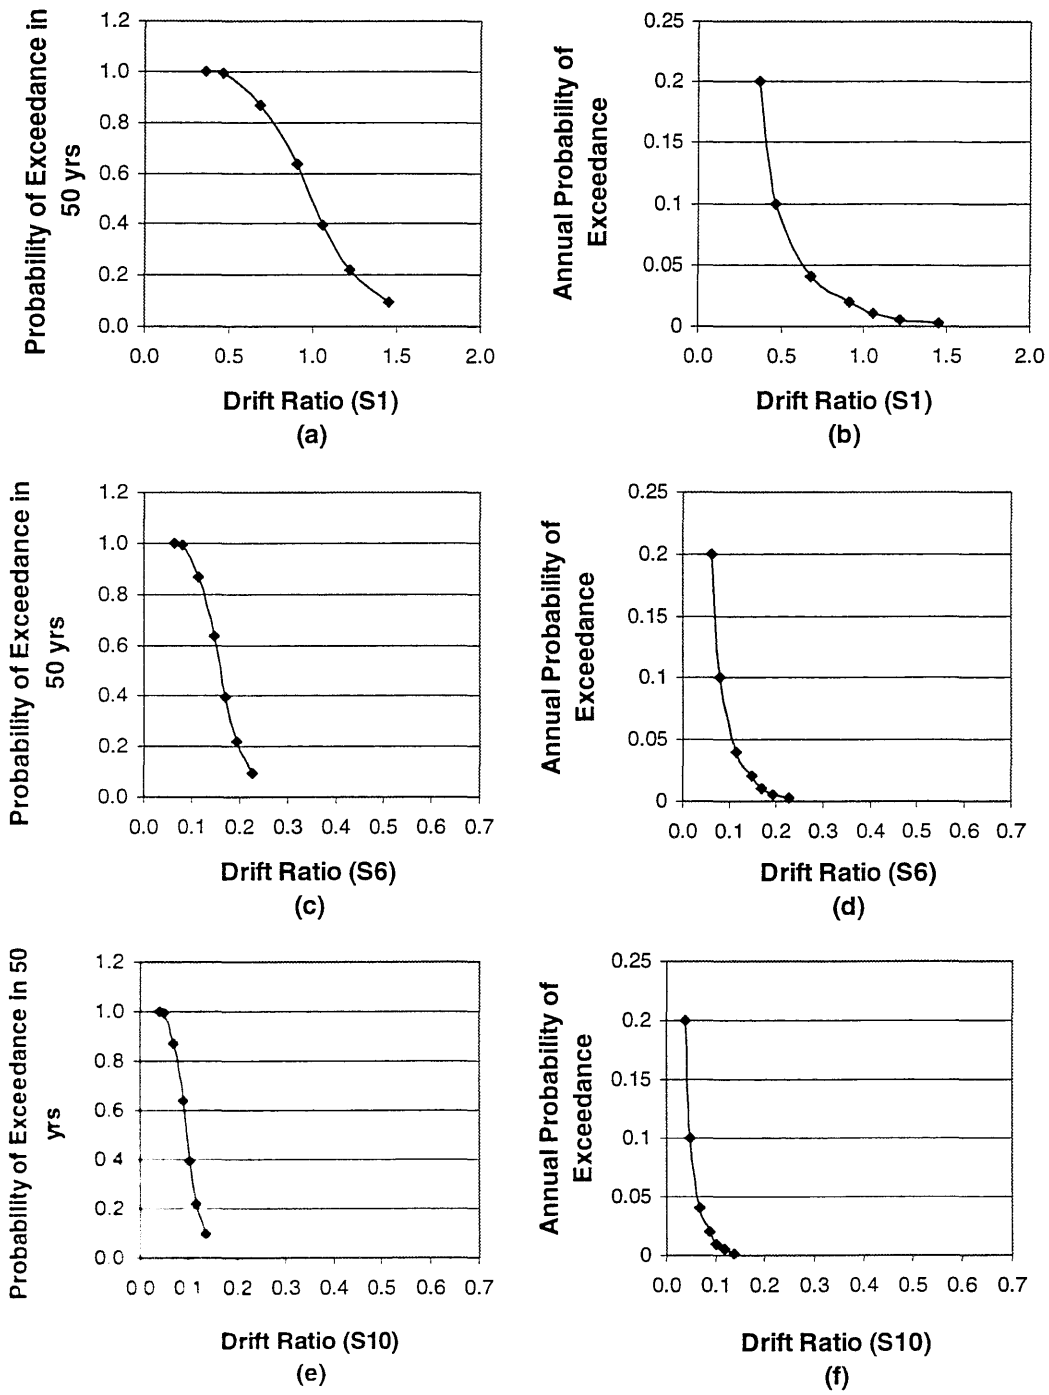 Probability of Exceedance in
50 yrs
1.2
1.0
0.8
0.6
0.4
0.2
0.0
0.0 0.5 1.0 1.5 2.0
Drift Ratio (S1)
(a)
Annual Probability of
Exceedance
0.25
0.2
0.15
0.1
0.05
0
0.0 0.5 1.0 1.5 2.0
Drift Ratio (S1)
(b)
Probability of Exceedance in
50 yrs
1.2
1.0
0.8
0.6
0.4
0.2
0.0
0.0 0.1 0.2 0.3 0.4 0.5 0.6 0.7
Drift Ratio (S6)
(c)
Annual Probability of
Exceedance
0.25
0.2
0.15
0.1
0.05
0
0.0 0.1 0.2 0.3 0.4 0.5 0.6 0.7
Drift Ratio (S6)
(d)
Probability of Exceedance in 50
yrs
1.2
1.0
0.8
0.6
0 4
0.2
0.0
0 0 0 1 0.2 0.3 0.4 0.5 0.6 0.7
Drift Ratio (S10)
(e)
Annual Probability of
Exceedance
0.25
0.2
0.15
0.1
0.05
0
0.0 0.1 0.2 0.3 0.4 0.5 0.6 0.7
Drift Ratio (S10)
(f)